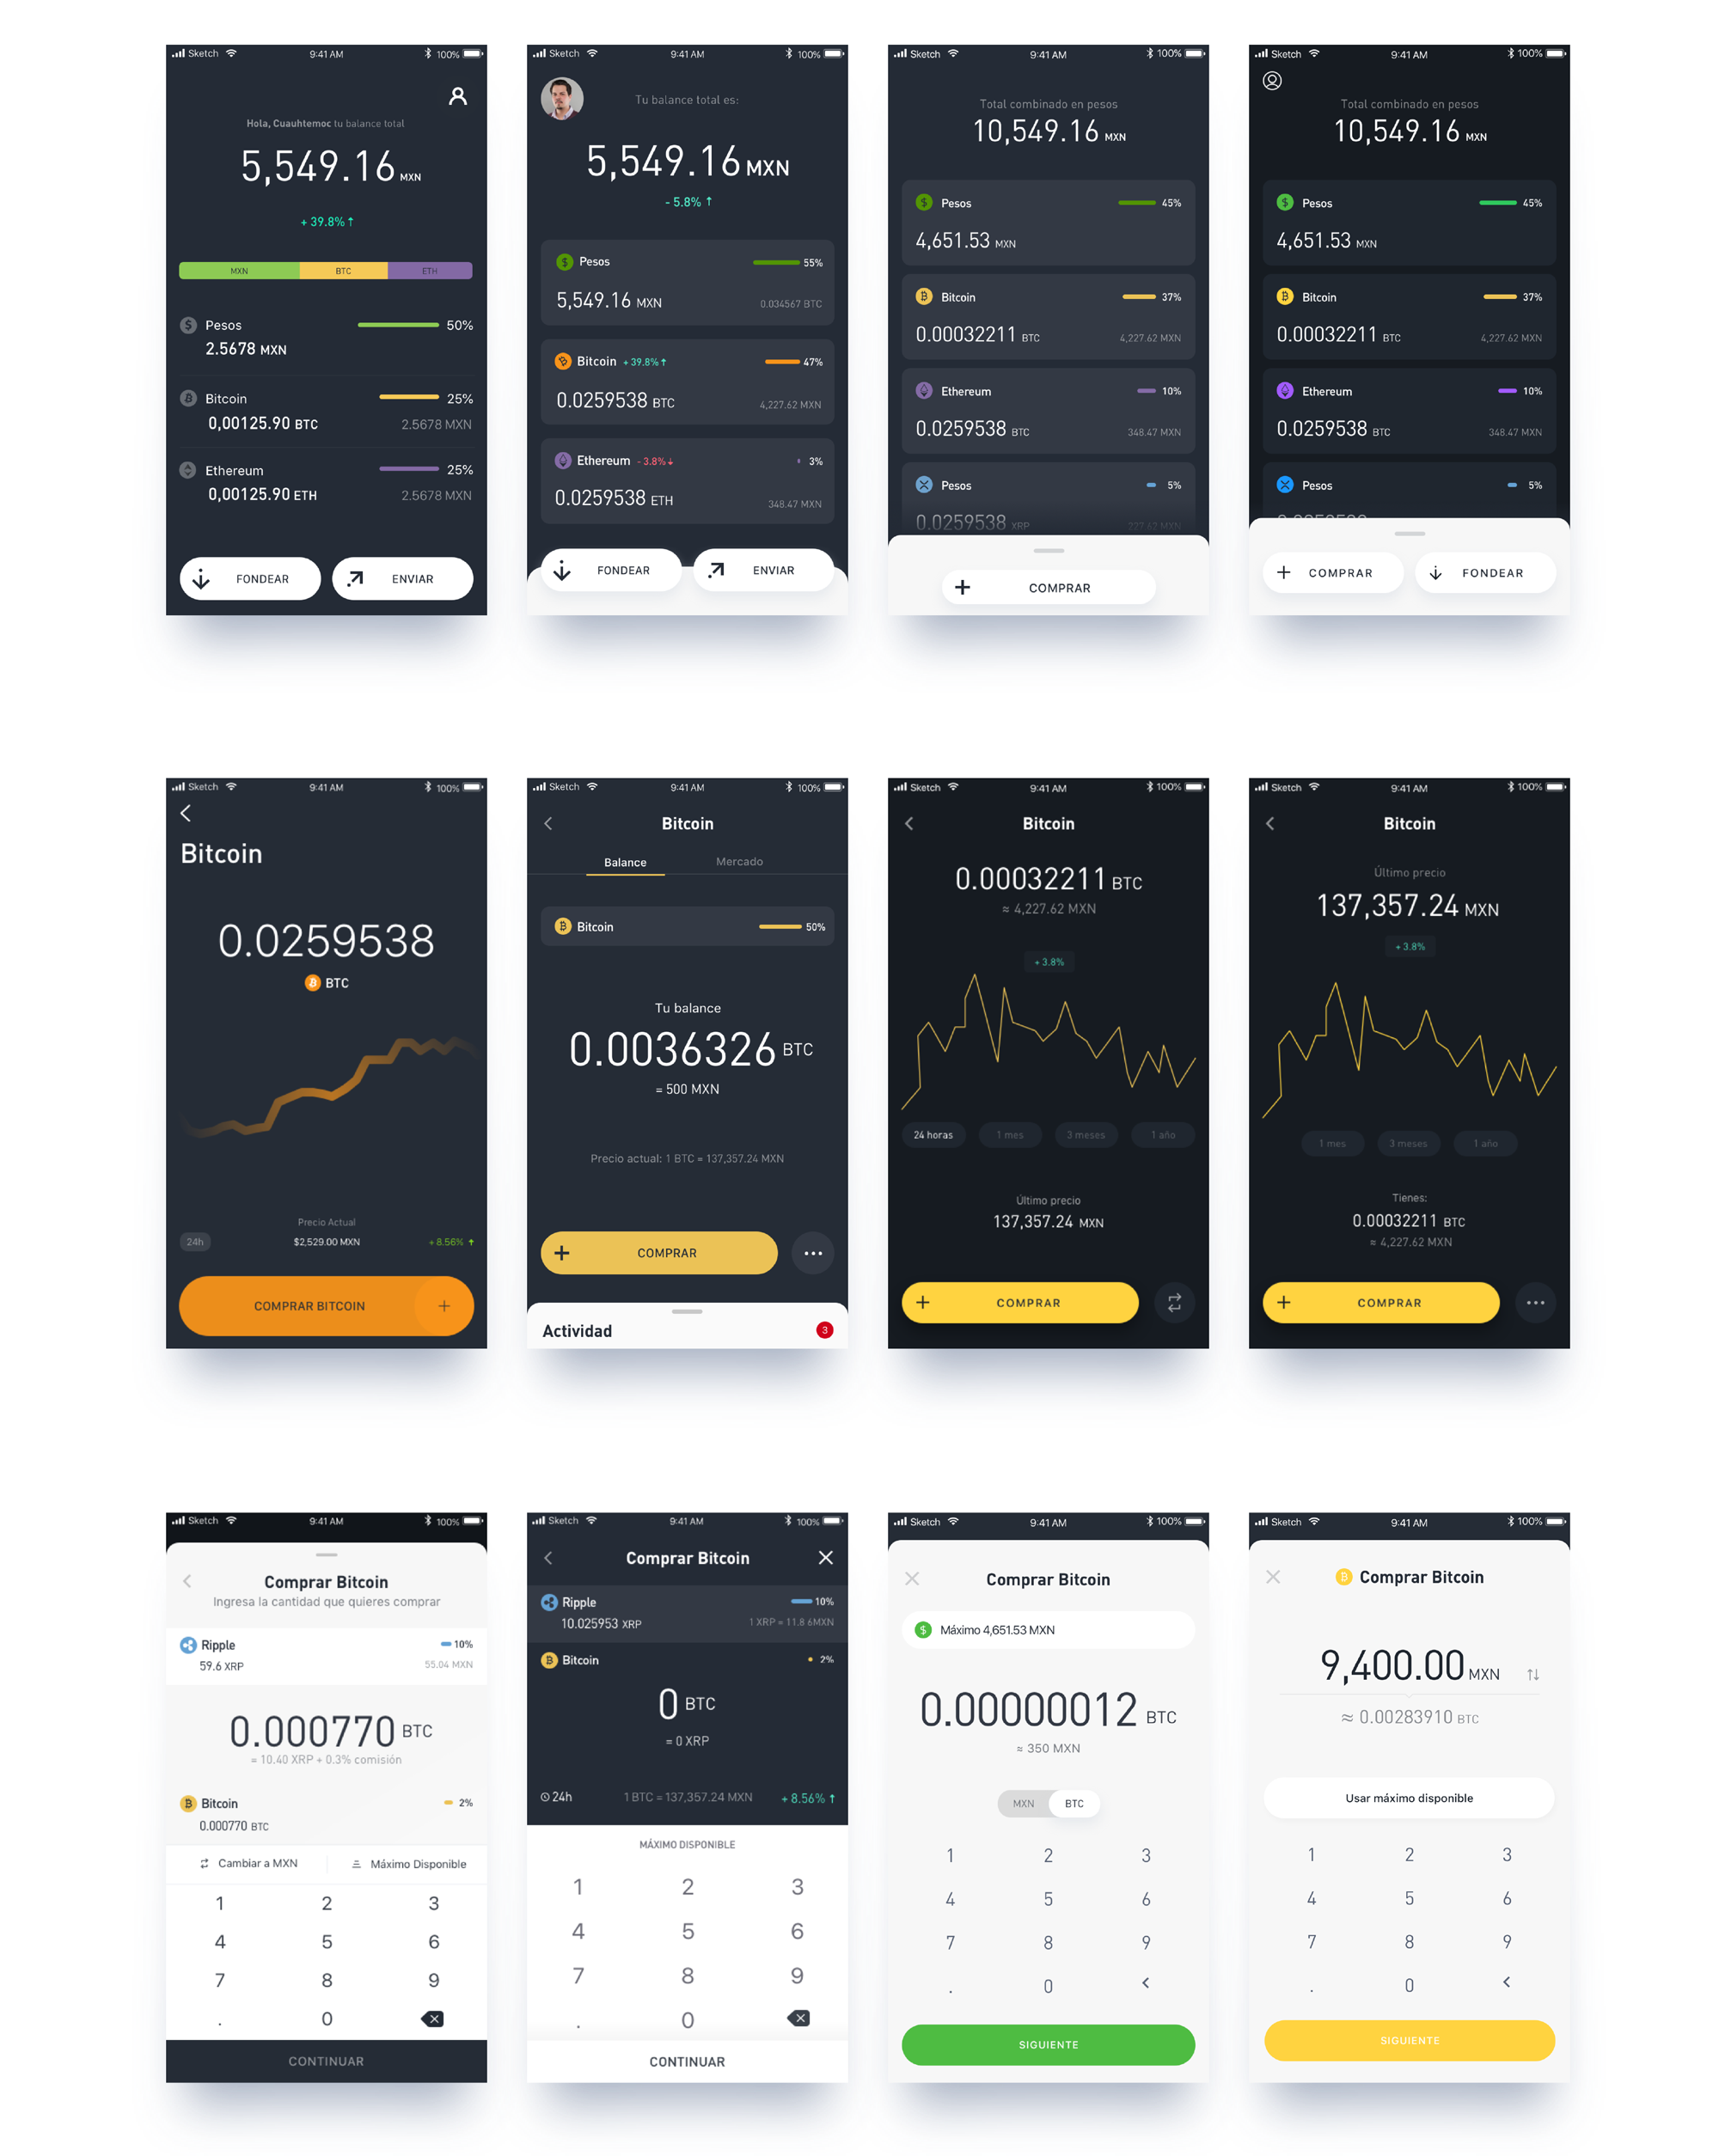 Sketch 9:41 AM 100%
Hola, Cuauhtemoc tu balance total
5,549.16 MXN
+ 39.8%
MXN BTC ETH
Pesos 50%
2.5678 MXN
Bitcoin 25%
0,00125.90 BTC 2.5678 MXN
Ethereum 25%
0,00125.90 ETH 2.5678 MXN
FONDEAR ENVIAR
Sketch 9:41 AM 100%
Tu balance total es:
5,549.16 MXN
- 5.8%
Pesos 55%
5,549.16 MXN 0.034567 BTC
Bitcoin + 39.8% 47%
0.0259538 BTC 4,227.62 MXN
Ethereum - 3.8% 3%
0.0259538 ETH 348.47 MXN
FONDEAR ENVIAR
Sketch 9:41 AM 100%
Total combinado en pesos
10,549.16 MXN
Pesos 45%
4,651.53 MXN
Bitcoin 37%
0.00032211 BTC 4,227.62 MXN
Ethereum 10%
0.0259538 BTC 348.47 MXN
Pesos 5%
0.0259538 XRP 227.62 MXN
COMPRAR
Sketch 9:41 AM 100%
Total combinado en pesos
10,549.16 MXN
Pesos 45%
4,651.53 MXN
Bitcoin 37%
0.00032211 BTC 4,227.62 MXN
Ethereum 10%
0.0259538 BTC 348.47 MXN
Pesos 5%
COMPRAR FONDEAR
Sketch 9:41 AM 100%
Bitcoin
0.0259538
BTC
Precio Actual
24h $2,529.00 MXN + 8.56%
COMPRAR BITCOIN +
Sketch 9:41 AM 100%
Bitcoin
Balance Mercado
Bitcoin 50%
Tu balance
0.0036326 BTC
= 500 MXN
Precio actual: 1 BTC = 137,357.24 MXN
COMPRAR
Actividad 3
Sketch 9:41 AM 100%
Bitcoin
0.00032211 BTC
≈ 4,227.62 MXN
+ 3.8%
24 horas 1 mes 3 meses 1 año
Último precio
137,357.24 MXN
COMPRAR
Sketch 9:41 AM 100%
Bitcoin
Último precio
137,357.24 MXN
+ 3.8%
1 mes 3 meses 1 año
Tienes:
0.00032211 BTC
≈ 4,227.62 MXN
COMPRAR
Sketch 9:41 AM 100%
Comprar Bitcoin
Ingresa la cantidad que quieres comprar
Ripple 10%
59.6 XRP 55.04 MXN
0.000770 BTC
= 10.40 XRP + 0.3% comisión
Bitcoin 2%
0.000770 BTC
Cambiar a MXN Máximo Disponible
1 2 3
4 5 6
7 8 9
. 0
CONTINUAR
Sketch 9:41 AM 100%
Comprar Bitcoin
Ripple 10%
10.025953 XRP 1 XRP = 11.8 6MXN
Bitcoin 2%
0 BTC
= 0 XRP
24h 1 BTC = 137,357.24 MXN + 8.56%
MÁXIMO DISPONIBLE
1 2 3
4 5 6
7 8 9
. 0
CONTINUAR
Sketch 9:41 AM 100%
Comprar Bitcoin
Máximo 4,651.53 MXN
0.00000012 BTC
≈ 350 MXN
MXN BTC
1 2 3
4 5 6
7 8 9
. 0
SIGUIENTE
Sketch 9:41 AM 100%
Comprar Bitcoin
9,400.00 MXN
≈ 0.00283910 BTC
Usar máximo disponible
1 2 3
4 5 6
7 8 9
. 0
SIGUIENTE